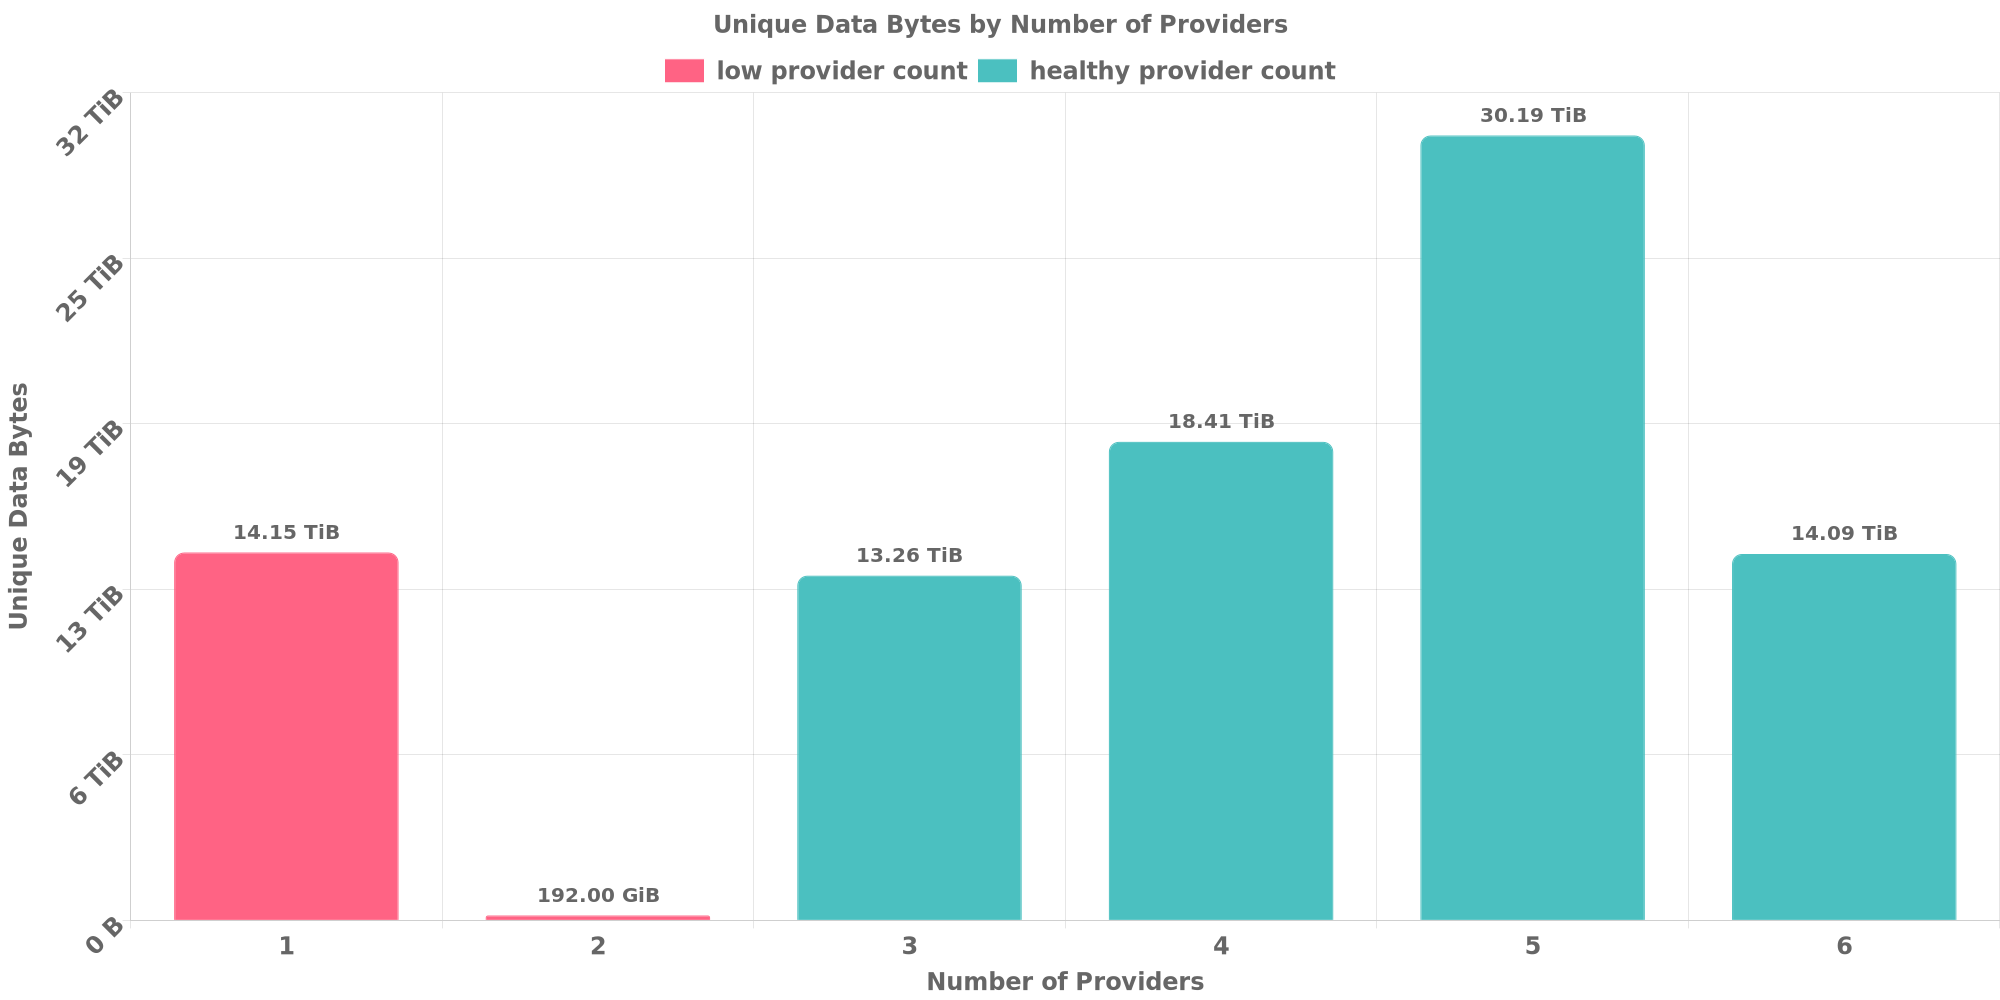 Unique Data Bytes by Number of Providers
low provider count
healthy provider count
Unique Data Bytes
32 TiB
25 TiB
19 TiB
13 TiB
6 TiB
0 B
14.15 TiB
192.00 GiB
13.26 TiB
18.41 TiB
30.19 TiB
14.09 TiB
1
2
3
4
5
6
Number of Providers